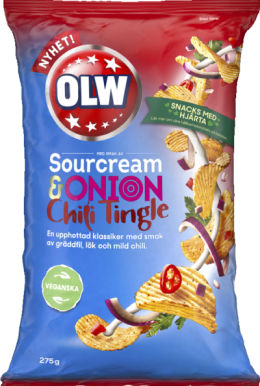 NYHET!
OLW
SNACKS MED
HJÄRTA
MED SMAK AV
Sourcream
& ONION
Chili Tingle
En upphottad klassiker med smak
av gräddfil, lök och mild chili.
VEGANSKA
275g